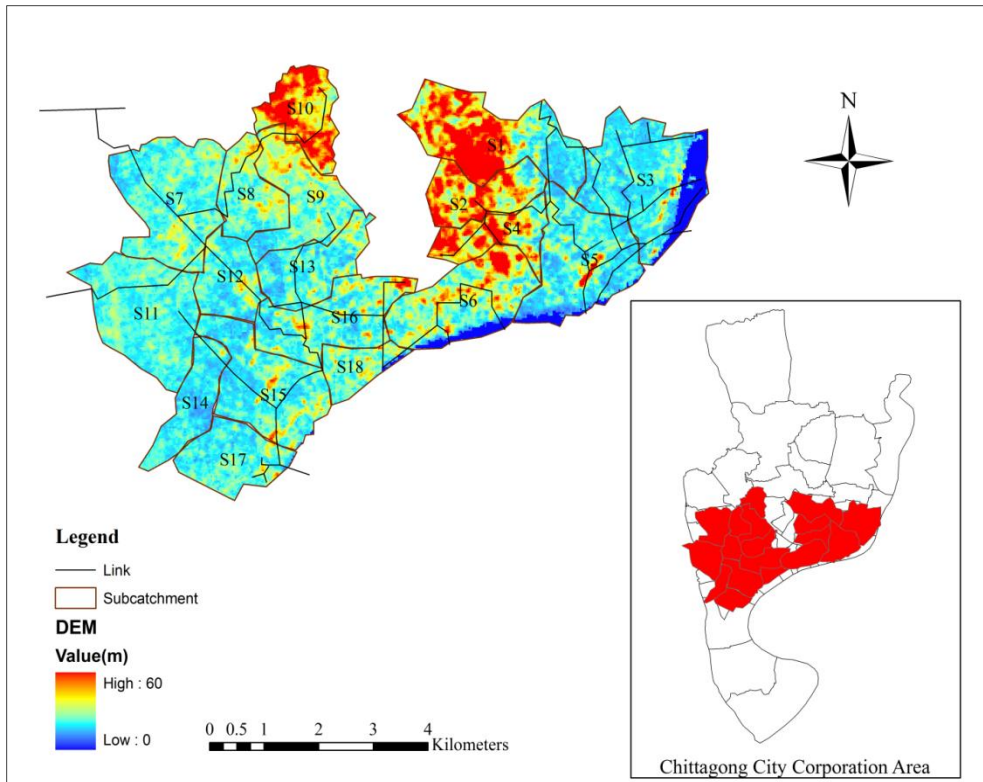 N
S10
S1
S3
S7
S8
S9
S2
S4
S5
S12
S13
S6
S11
S16
S18
S14
S15
S17
Legend
Link
Subcatchment
DEM
Value(m)
High : 60
Low : 0
0 0.5 1 2 3 4
Kilometers
Chittagong City Corporation Area